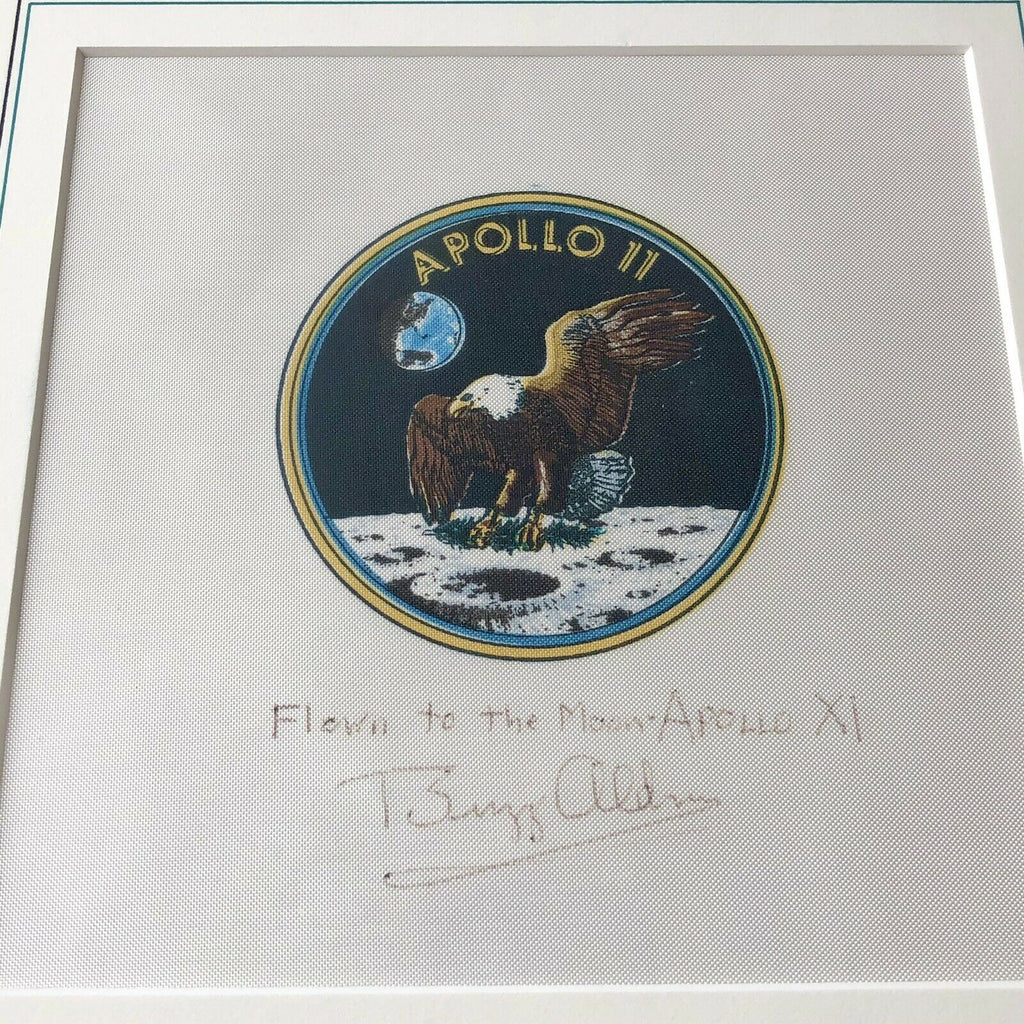 APOLLO 11
Flown to the Moon-APOLLO XI
Buzz Aldrin